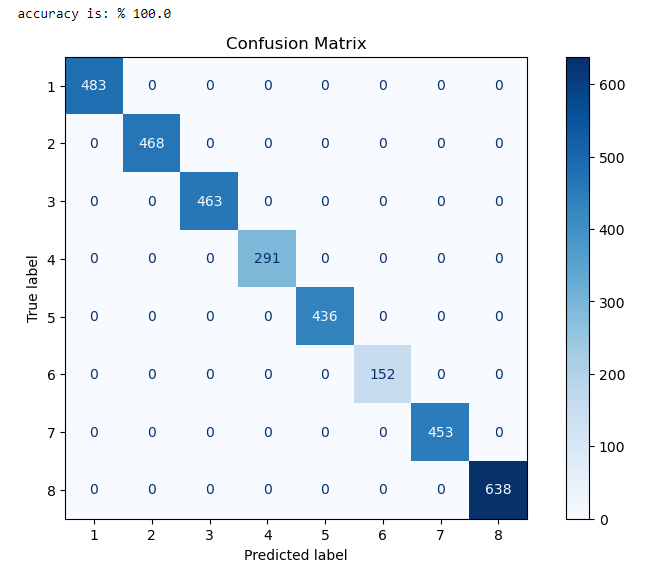 accuracy is: % 100.0
Confusion Matrix
1 483 0 0 0 0 0 0 0
2 0 468 0 0 0 0 0 0
3 0 0 463 0 0 0 0 0
4 0 0 0 291 0 0 0 0
5 0 0 0 0 436 0 0 0
6 0 0 0 0 0 152 0 0
7 0 0 0 0 0 0 453 0
8 0 0 0 0 0 0 0 638
True label
1 2 3 4 5 6 7 8
Predicted label
600
500
400
300
200
100
0